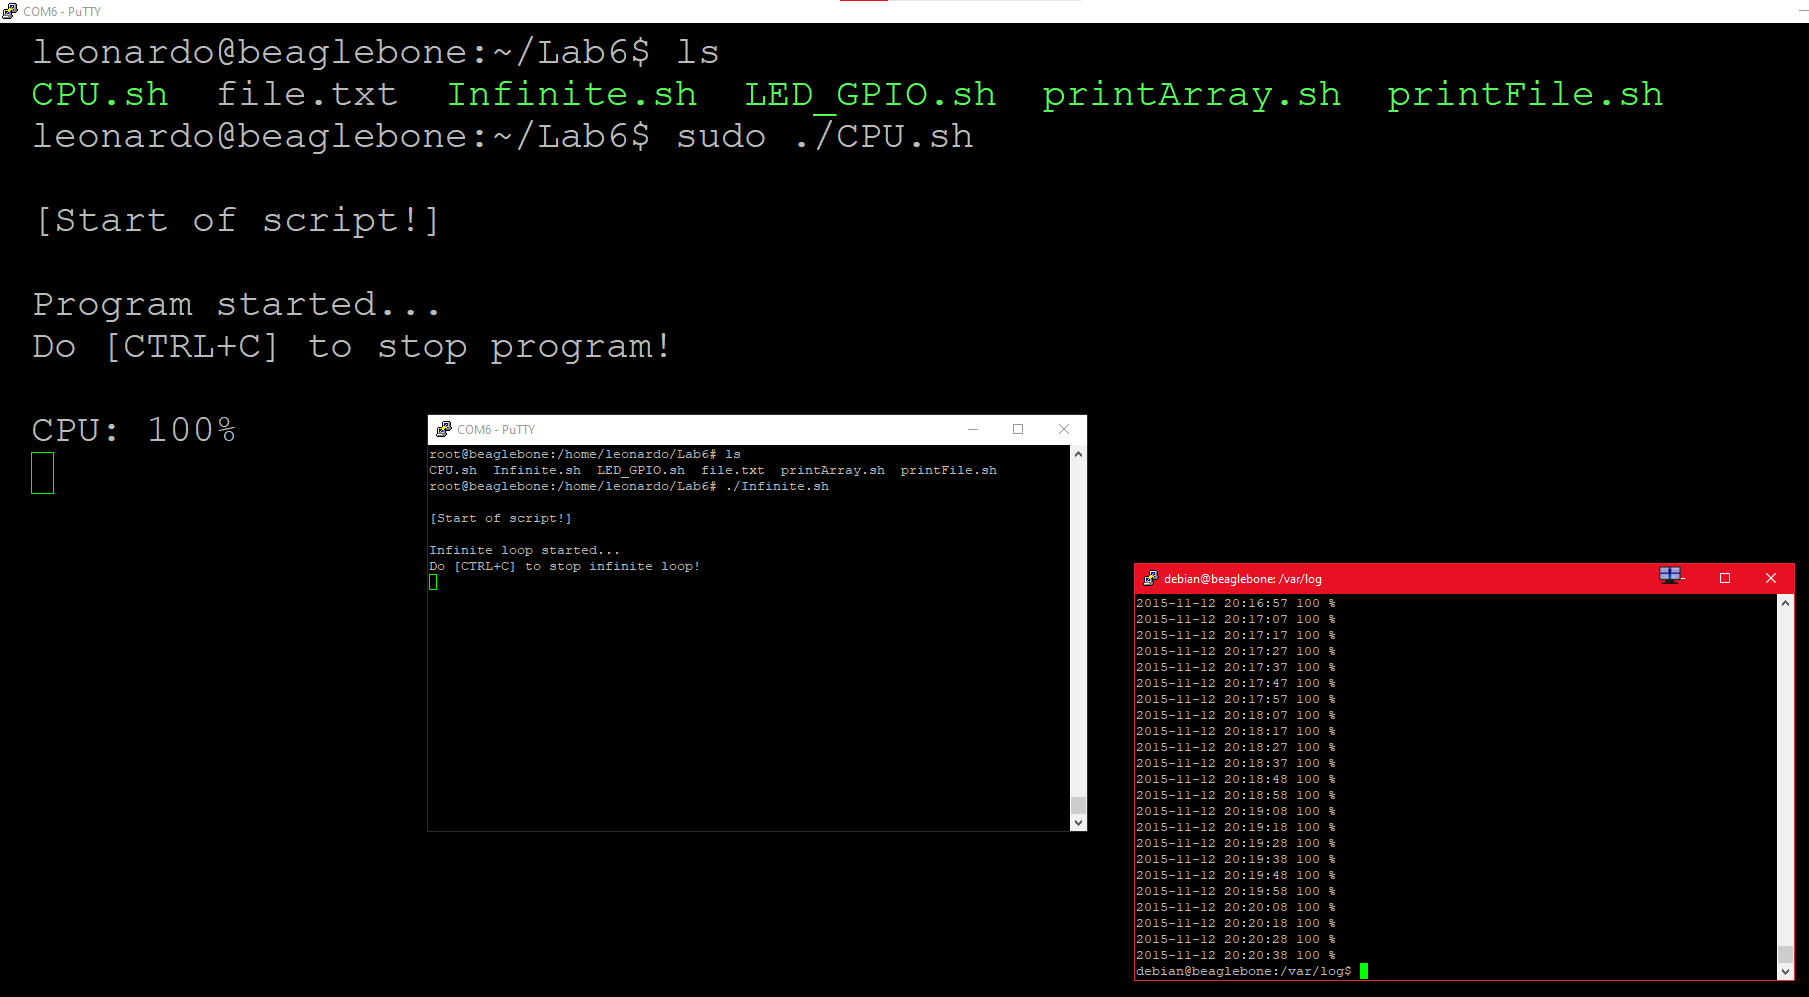 COM6 - PuTTY
leonardo@beaglebone:~/Lab6$ ls
CPU.sh  file.txt  Infinite.sh  LED_GPIO.sh  printArray.sh  printFile.sh
leonardo@beaglebone:~/Lab6$ sudo ./CPU.sh
[Start of script!]
Program started...
Do [CTRL+C] to stop program!
CPU: 100%
COM6 - PuTTY
root@beaglebone:/home/leonardo/Lab6# ls
CPU.sh  Infinite.sh  LED_GPIO.sh  file.txt  printArray.sh  printFile.sh
root@beaglebone:/home/leonardo/Lab6# ./Infinite.sh
[Start of script!]
Infinite loop started...
Do [CTRL+C] to stop infinite loop!
debian@beaglebone: /var/log
2015-11-12 20:16:57 100 %
2015-11-12 20:17:07 100 %
2015-11-12 20:17:17 100 %
2015-11-12 20:17:27 100 %
2015-11-12 20:17:37 100 %
2015-11-12 20:17:47 100 %
2015-11-12 20:17:57 100 %
2015-11-12 20:18:07 100 %
2015-11-12 20:18:17 100 %
2015-11-12 20:18:27 100 %
2015-11-12 20:18:37 100 %
2015-11-12 20:18:48 100 %
2015-11-12 20:18:58 100 %
2015-11-12 20:19:08 100 %
2015-11-12 20:19:18 100 %
2015-11-12 20:19:28 100 %
2015-11-12 20:19:38 100 %
2015-11-12 20:19:48 100 %
2015-11-12 20:19:58 100 %
2015-11-12 20:20:08 100 %
2015-11-12 20:20:18 100 %
2015-11-12 20:20:28 100 %
2015-11-12 20:20:38 100 %
debian@beaglebone:/var/log$